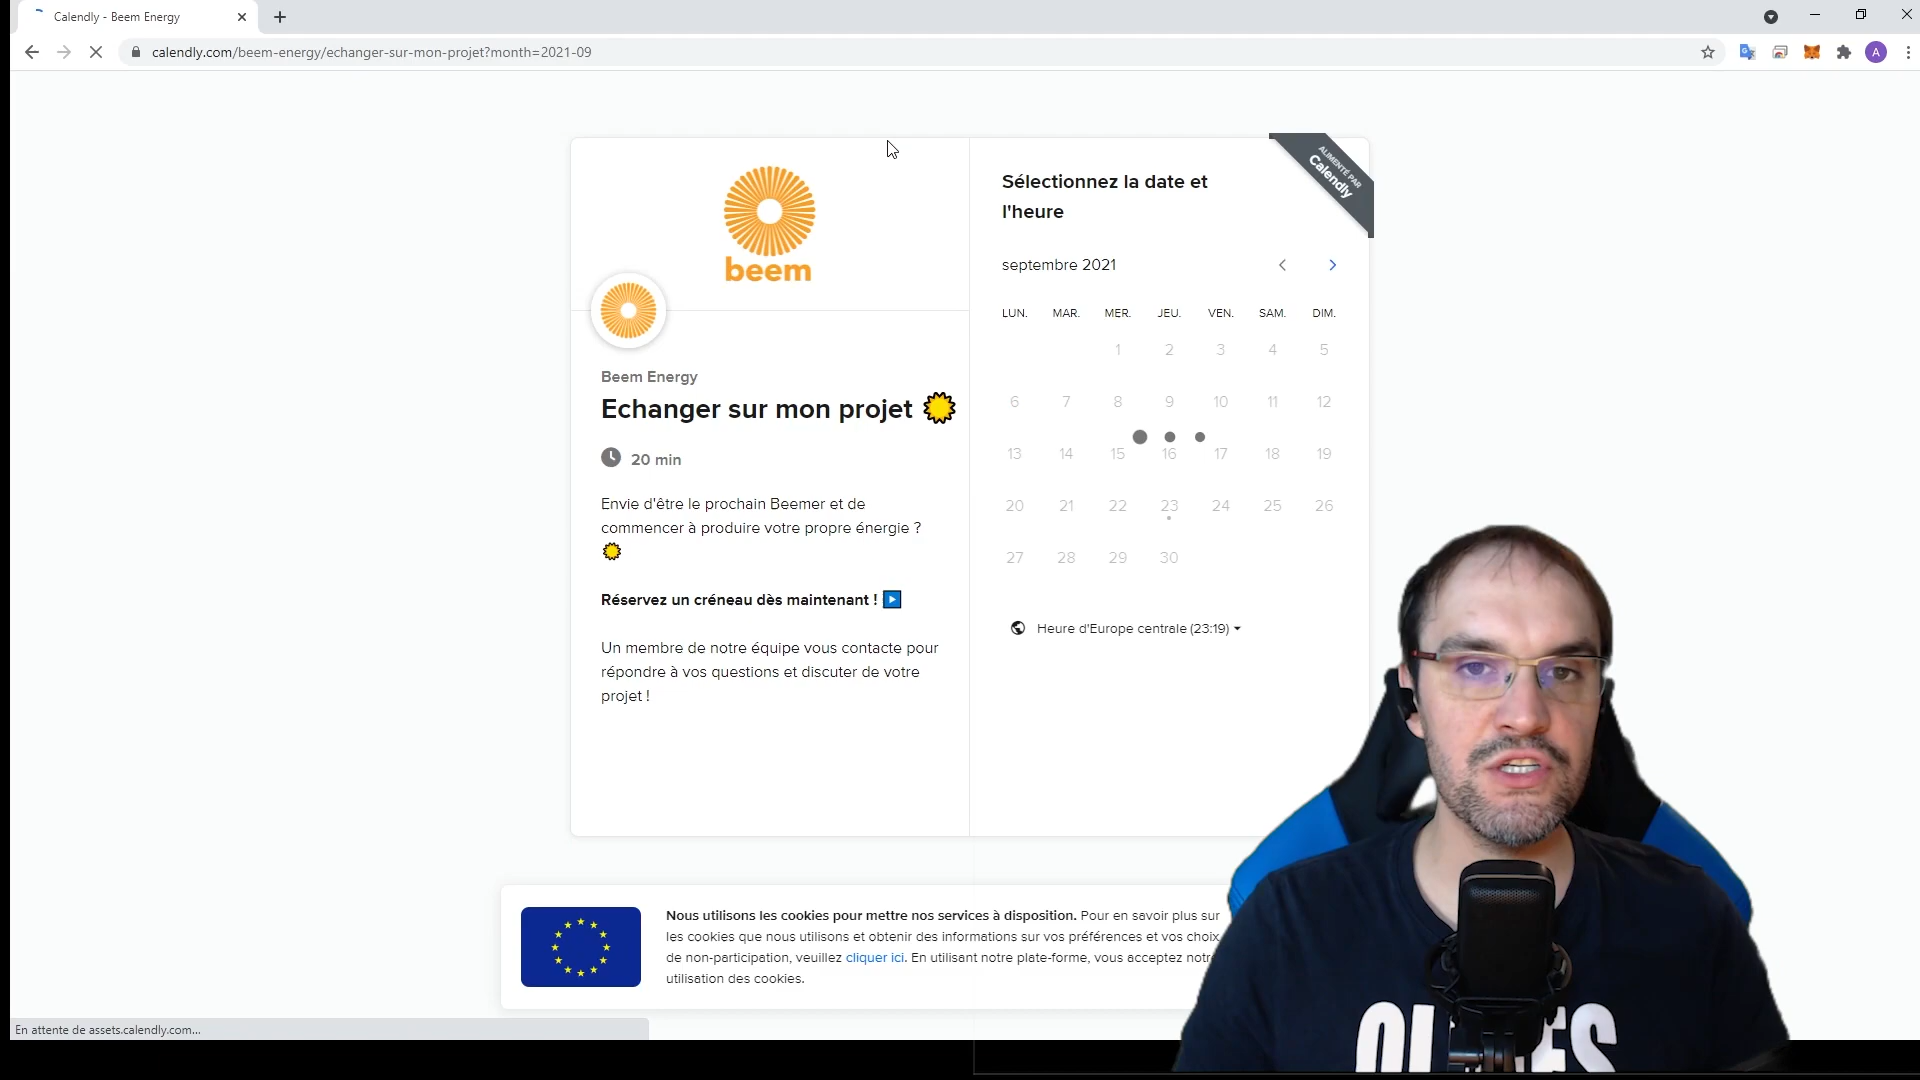 Calendly - Beem Energy
calendly.com/beem-energy/echanger-sur-mon-projet?month=2021-09
A
beem
Beem Energy
Echanger sur mon projet
20 min
Envie d'être le prochain Beemer et de
commencer à produire votre propre énergie ?
Réservez un créneau dès maintenant !
Un membre de notre équipe vous contacte pour
répondre à vos questions et discuter de votre
projet !
Sélectionnez la date et
l'heure
ALIMENTÉ PAR
Calendly
septembre 2021
LUN. MAR. MER. JEU. VEN. SAM. DIM.
1 2 3 4 5
6 7 8 9 10 11 12
13 14 15 16 17 18 19
20 21 22 23 24 25 26
27 28 29 30
Heure d'Europe centrale (23:19)
Nous utilisons les cookies pour mettre nos services à disposition. Pour en savoir plus sur
les cookies que nous utilisons et obtenir des informations sur vos préférences et vos choix
de non-participation, veuillez cliquer ici. En utilisant notre plate-forme, vous acceptez notre
utilisation des cookies.
En attente de assets.calendly.com...